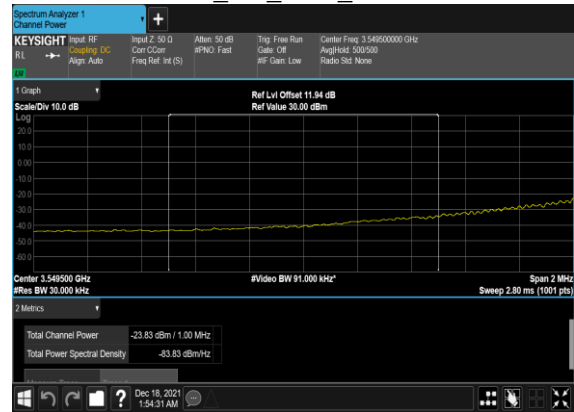 Spectrum Analyzer 1
Channel Power
+
KEYSIGHT Input: RF Input Z: 50 Ω Atten: 50 dB Trig: Free Run Center Freq: 3.549500000 GHz
RL Coupling: DC Corr CCorr #PNO: Fast Gate: Off Avg|Hold: 500/500
Align: Auto Freq Ref: Int (S) #IF Gain: Low Radio Std: None
1 Graph
Ref Lvl Offset 11.94 dB
Scale/Div 10.0 dB Ref Value 30.00 dBm
Log
20.0
10.0
0.00
-10.0
-20.0
-30.0
-40.0
-50.0
-60.0
Center 3.549500 GHz #Video BW 91.000 kHz* Span 2 MHz
#Res BW 30.000 kHz Sweep 2.80 ms (1001 pts)
2 Metrics
Total Channel Power -23.83 dBm / 1.00 MHz
Total Power Spectral Density -83.83 dBm/Hz
? Dec 18, 2021
1:54:31 AM